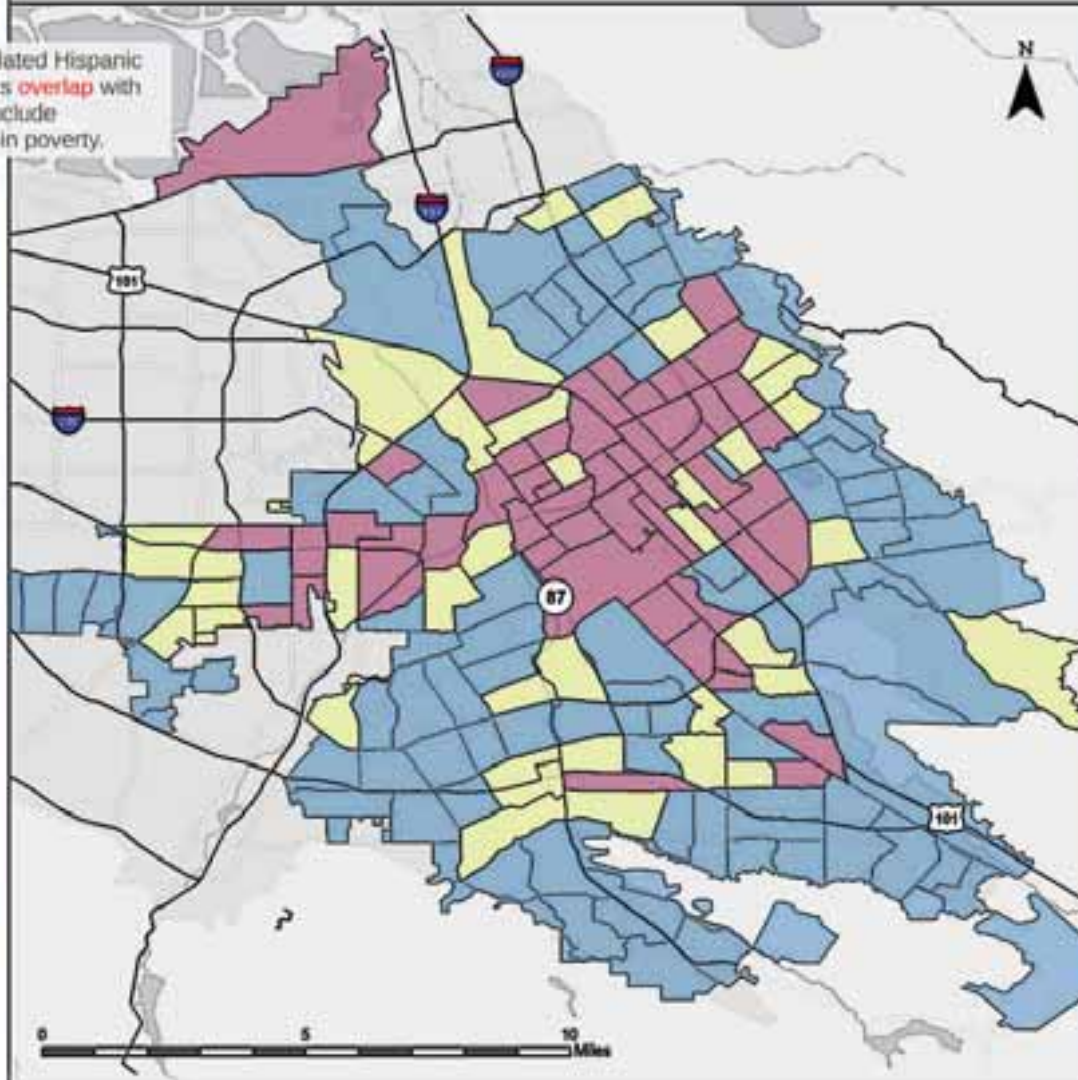 lated Hispanic
s overlap with
clude
in poverty.
N
101
87
101
0 5 10
Miles